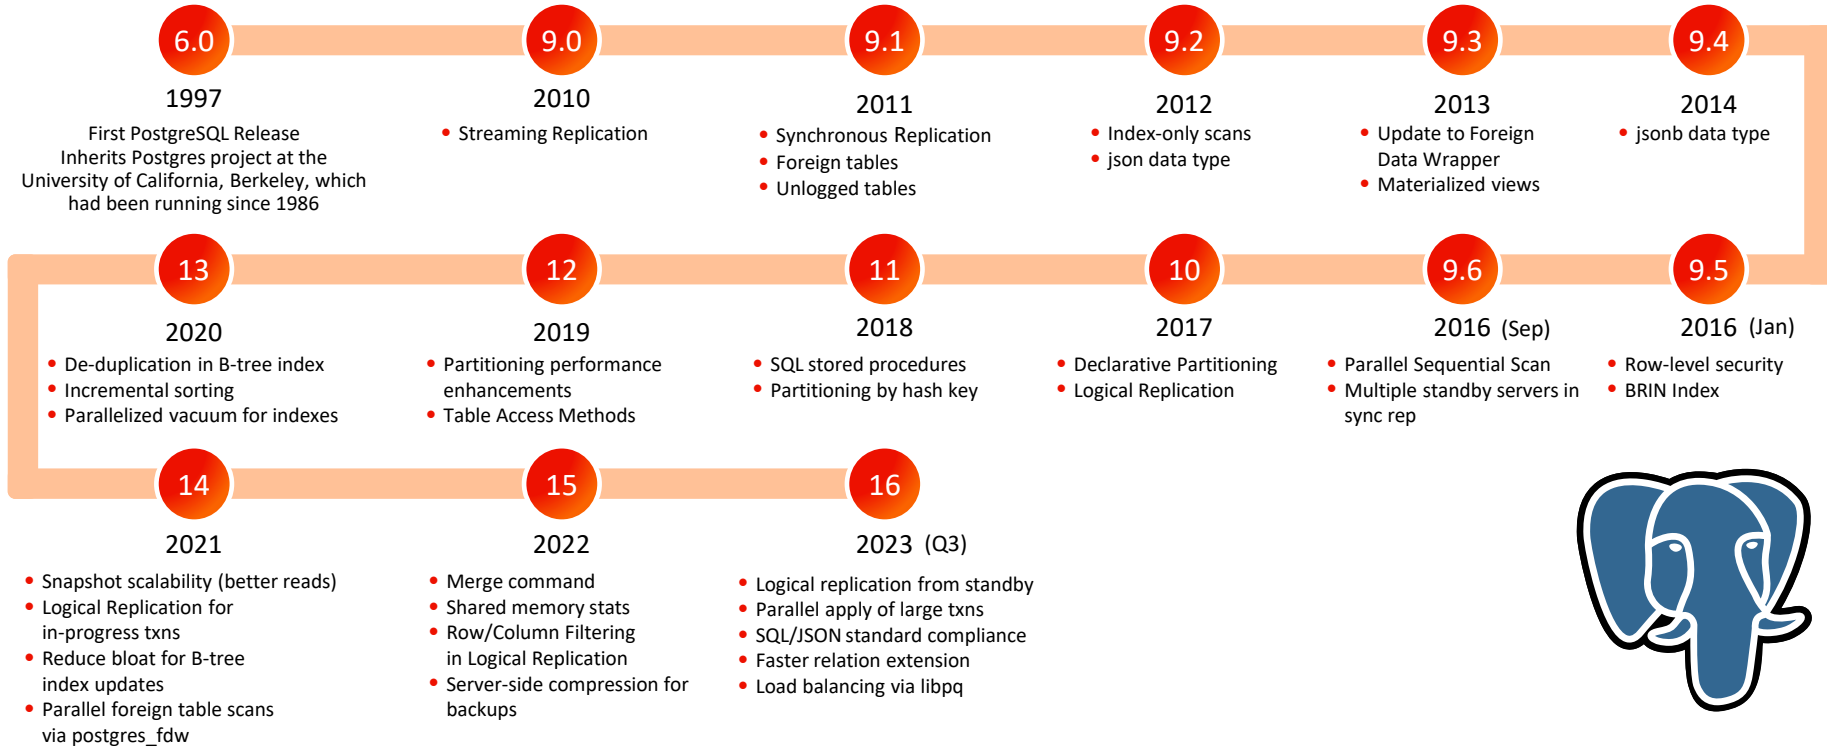 6.0
1997
First PostgreSQL Release
Inherits Postgres project at the
University of California, Berkeley, which
had been running since 1986
9.0
2010
• Streaming Replication
9.1
2011
• Synchronous Replication
• Foreign tables
• Unlogged tables
9.2
2012
• Index-only scans
• json data type
9.3
2013
• Update to Foreign
Data Wrapper
• Materialized views
9.4
2014
• jsonb data type
13
2020
• De-duplication in B-tree index
• Incremental sorting
• Parallelized vacuum for indexes
12
2019
• Partitioning performance
enhancements
• Table Access Methods
11
2018
• SQL stored procedures
• Partitioning by hash key
10
2017
• Declarative Partitioning
• Logical Replication
9.6
2016 (Sep)
• Parallel Sequential Scan
• Multiple standby servers in
sync rep
9.5
2016 (Jan)
• Row-level security
• BRIN Index
14
2021
• Snapshot scalability (better reads)
• Logical Replication for
in-progress txns
• Reduce bloat for B-tree
index updates
• Parallel foreign table scans
via postgres_fdw
15
2022
• Merge command
• Shared memory stats
• Row/Column Filtering
in Logical Replication
• Server-side compression for
backups
16
2023 (Q3)
• Logical replication from standby
• Parallel apply of large txns
• SQL/JSON standard compliance
• Faster relation extension
• Load balancing via libpq